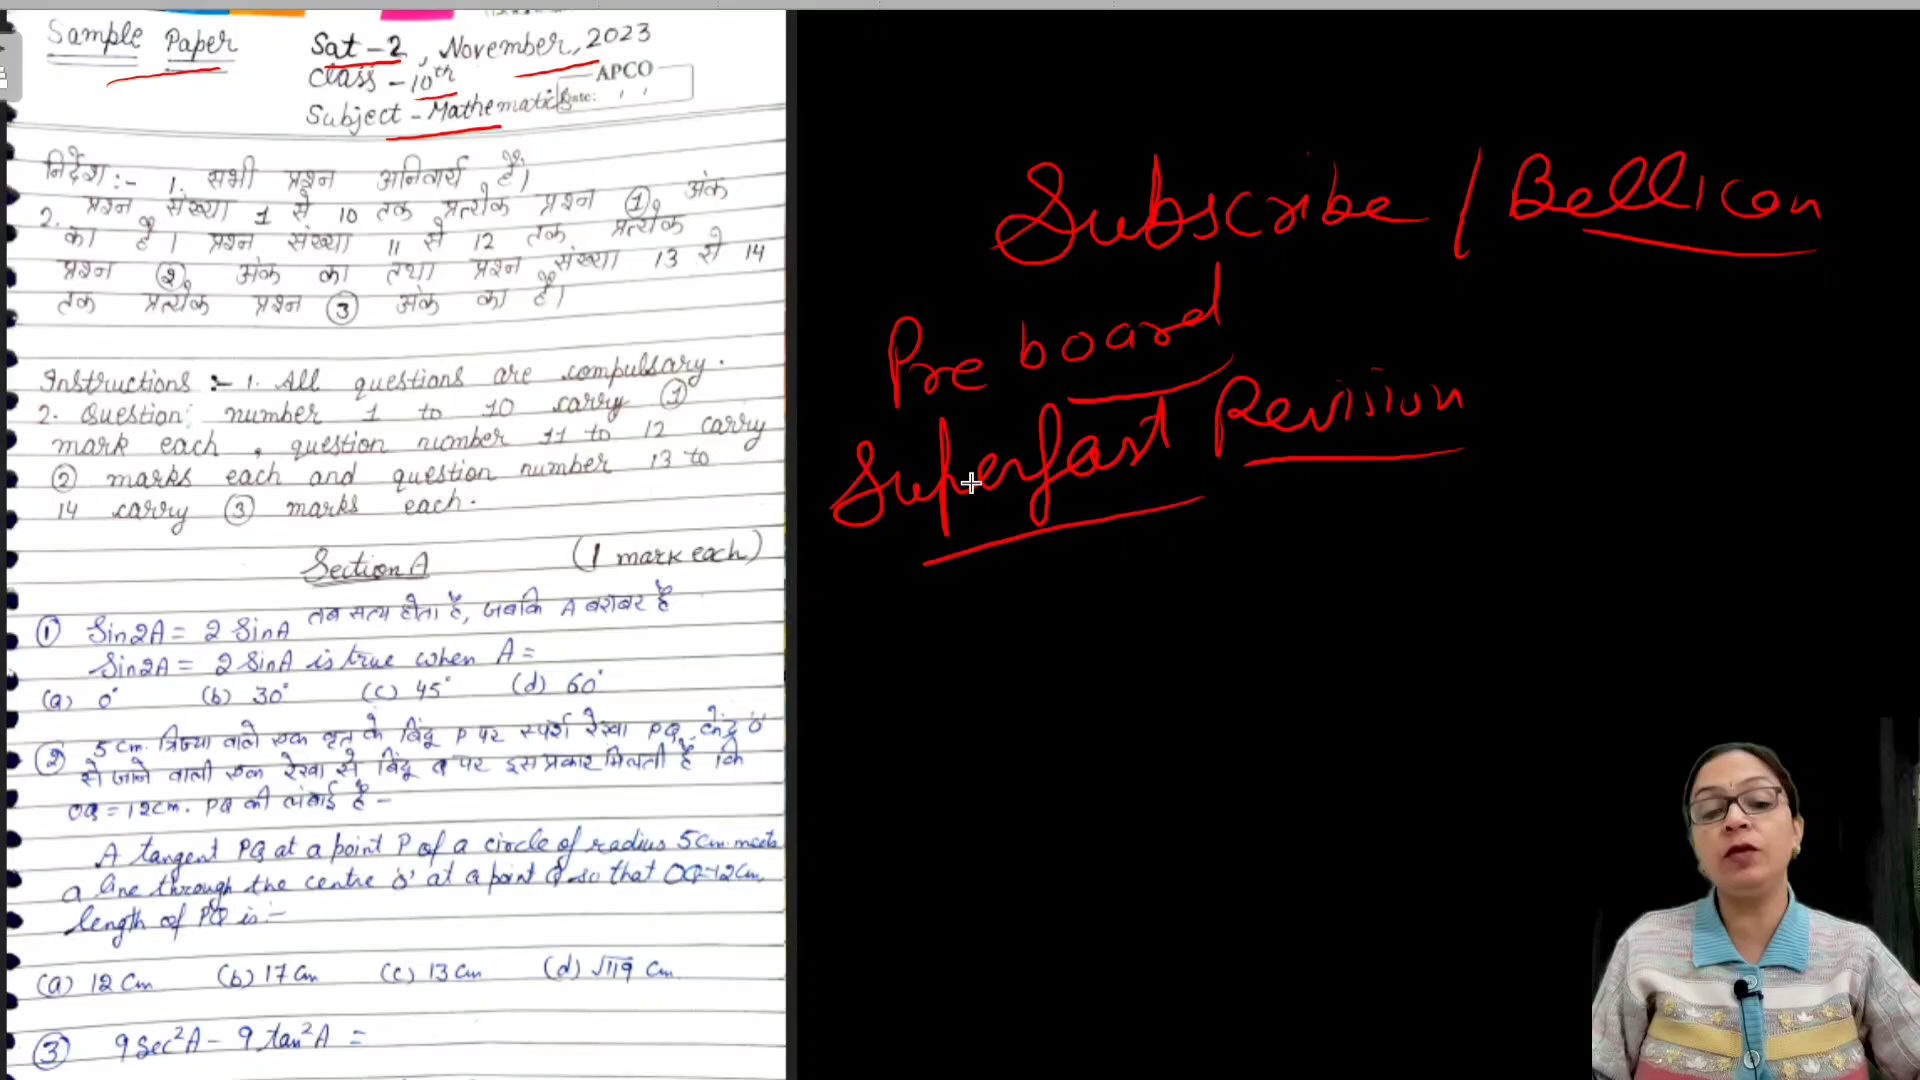 Sample Paper Sat-2, November, 2023
Class - 10th
APCO
Subject - Mathematics Date:
निर्देश :- 1. सभी प्रश्न अनिवार्य हैं।
2. प्रश्न संख्या 1 से 10 तक प्रत्येक प्रश्न 1 अंक
का है। प्रश्न संख्या 11 से 12 तक प्रत्येक
प्रश्न 2 अंक का तथा प्रश्न संख्या 13 से 14
तक प्रत्येक प्रश्न 3 अंक का है।
Instructions :- 1. All questions are compulsary.
2. Question number 1 to 10 carry 1
mark each, question number 11 to 12 carry
2 marks each and question number 13 to
14 carry 3 marks each.
Section A (1 mark each)
1 Sin2A = 2 SinA तब सत्य होता है, जबकि A बराबर है
Sin2A = 2 SinA is true when A =
(a) 0° (b) 30° (c) 45° (d) 60°
2 5 cm. त्रिज्या वाले एक वृत के बिंदू P पर स्पर्श रेखा PQ केंद्र O
से जाने वाली एक रेखा से बिंदू Q पर इस प्रकार मिलती है कि
OQ = 12cm. PQ की लंबाई है -
A tangent PQ at a point P of a circle of radius 5cm meets
a line through the centre 'O' at a point Q so that OQ=12cm,
length of PQ is :-
(a) 12 cm (b) 17 cm (c) 13 cm (d) √119 cm
3 9 sec²A - 9 tan²A =
Subscribe / Bellicon
Pre board
Superfast Revision